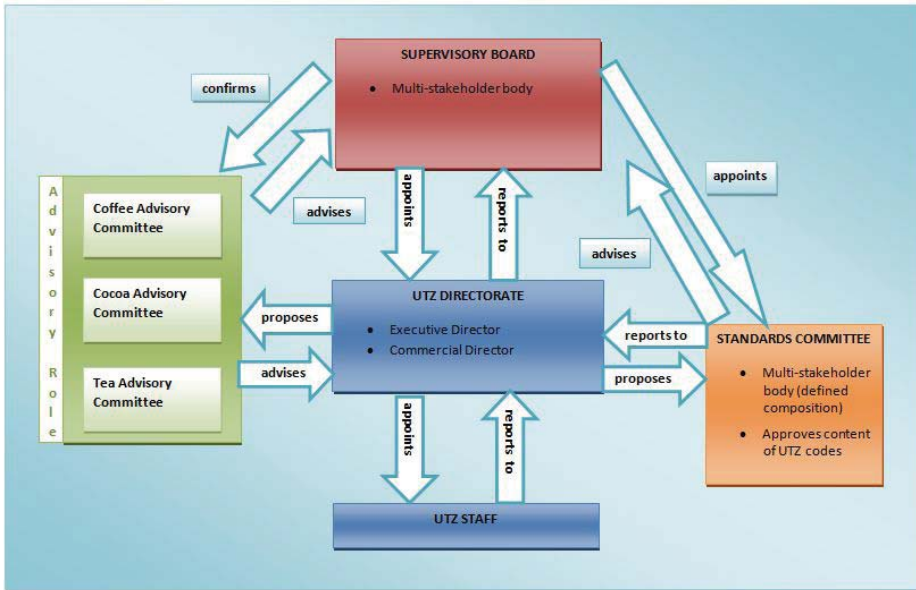 SUPERVISORY BOARD
• Multi-stakeholder body
confirms
advises
appoints
reports to
appoints
advises
Advisory Role
Coffee Advisory
Committee
Cocoa Advisory
Committee
Tea Advisory
Committee
proposes
advises
UTZ DIRECTORATE
• Executive Director
• Commercial Director
reports to
proposes
STANDARDS COMMITTEE
• Multi-stakeholder
body (defined
composition)
• Approves content
of UTZ codes
appoints
reports to
UTZ STAFF